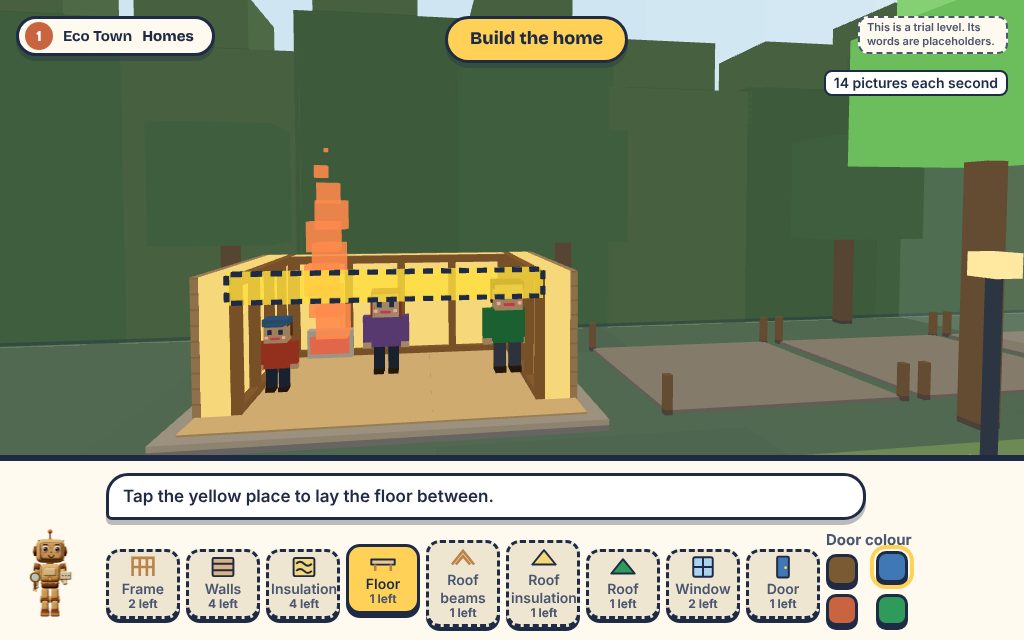 1 Eco Town Homes
Build the home
This is a trial level. Its
words are placeholders.
14 pictures each second
Tap the yellow place to lay the floor between.
Door colour
Frame
2 left
Walls
4 left
Insulation
4 left
Floor
1 left
Roof
beams
1 left
Roof
insulation
1 left
Roof
1 left
Window
2 left
Door
1 left